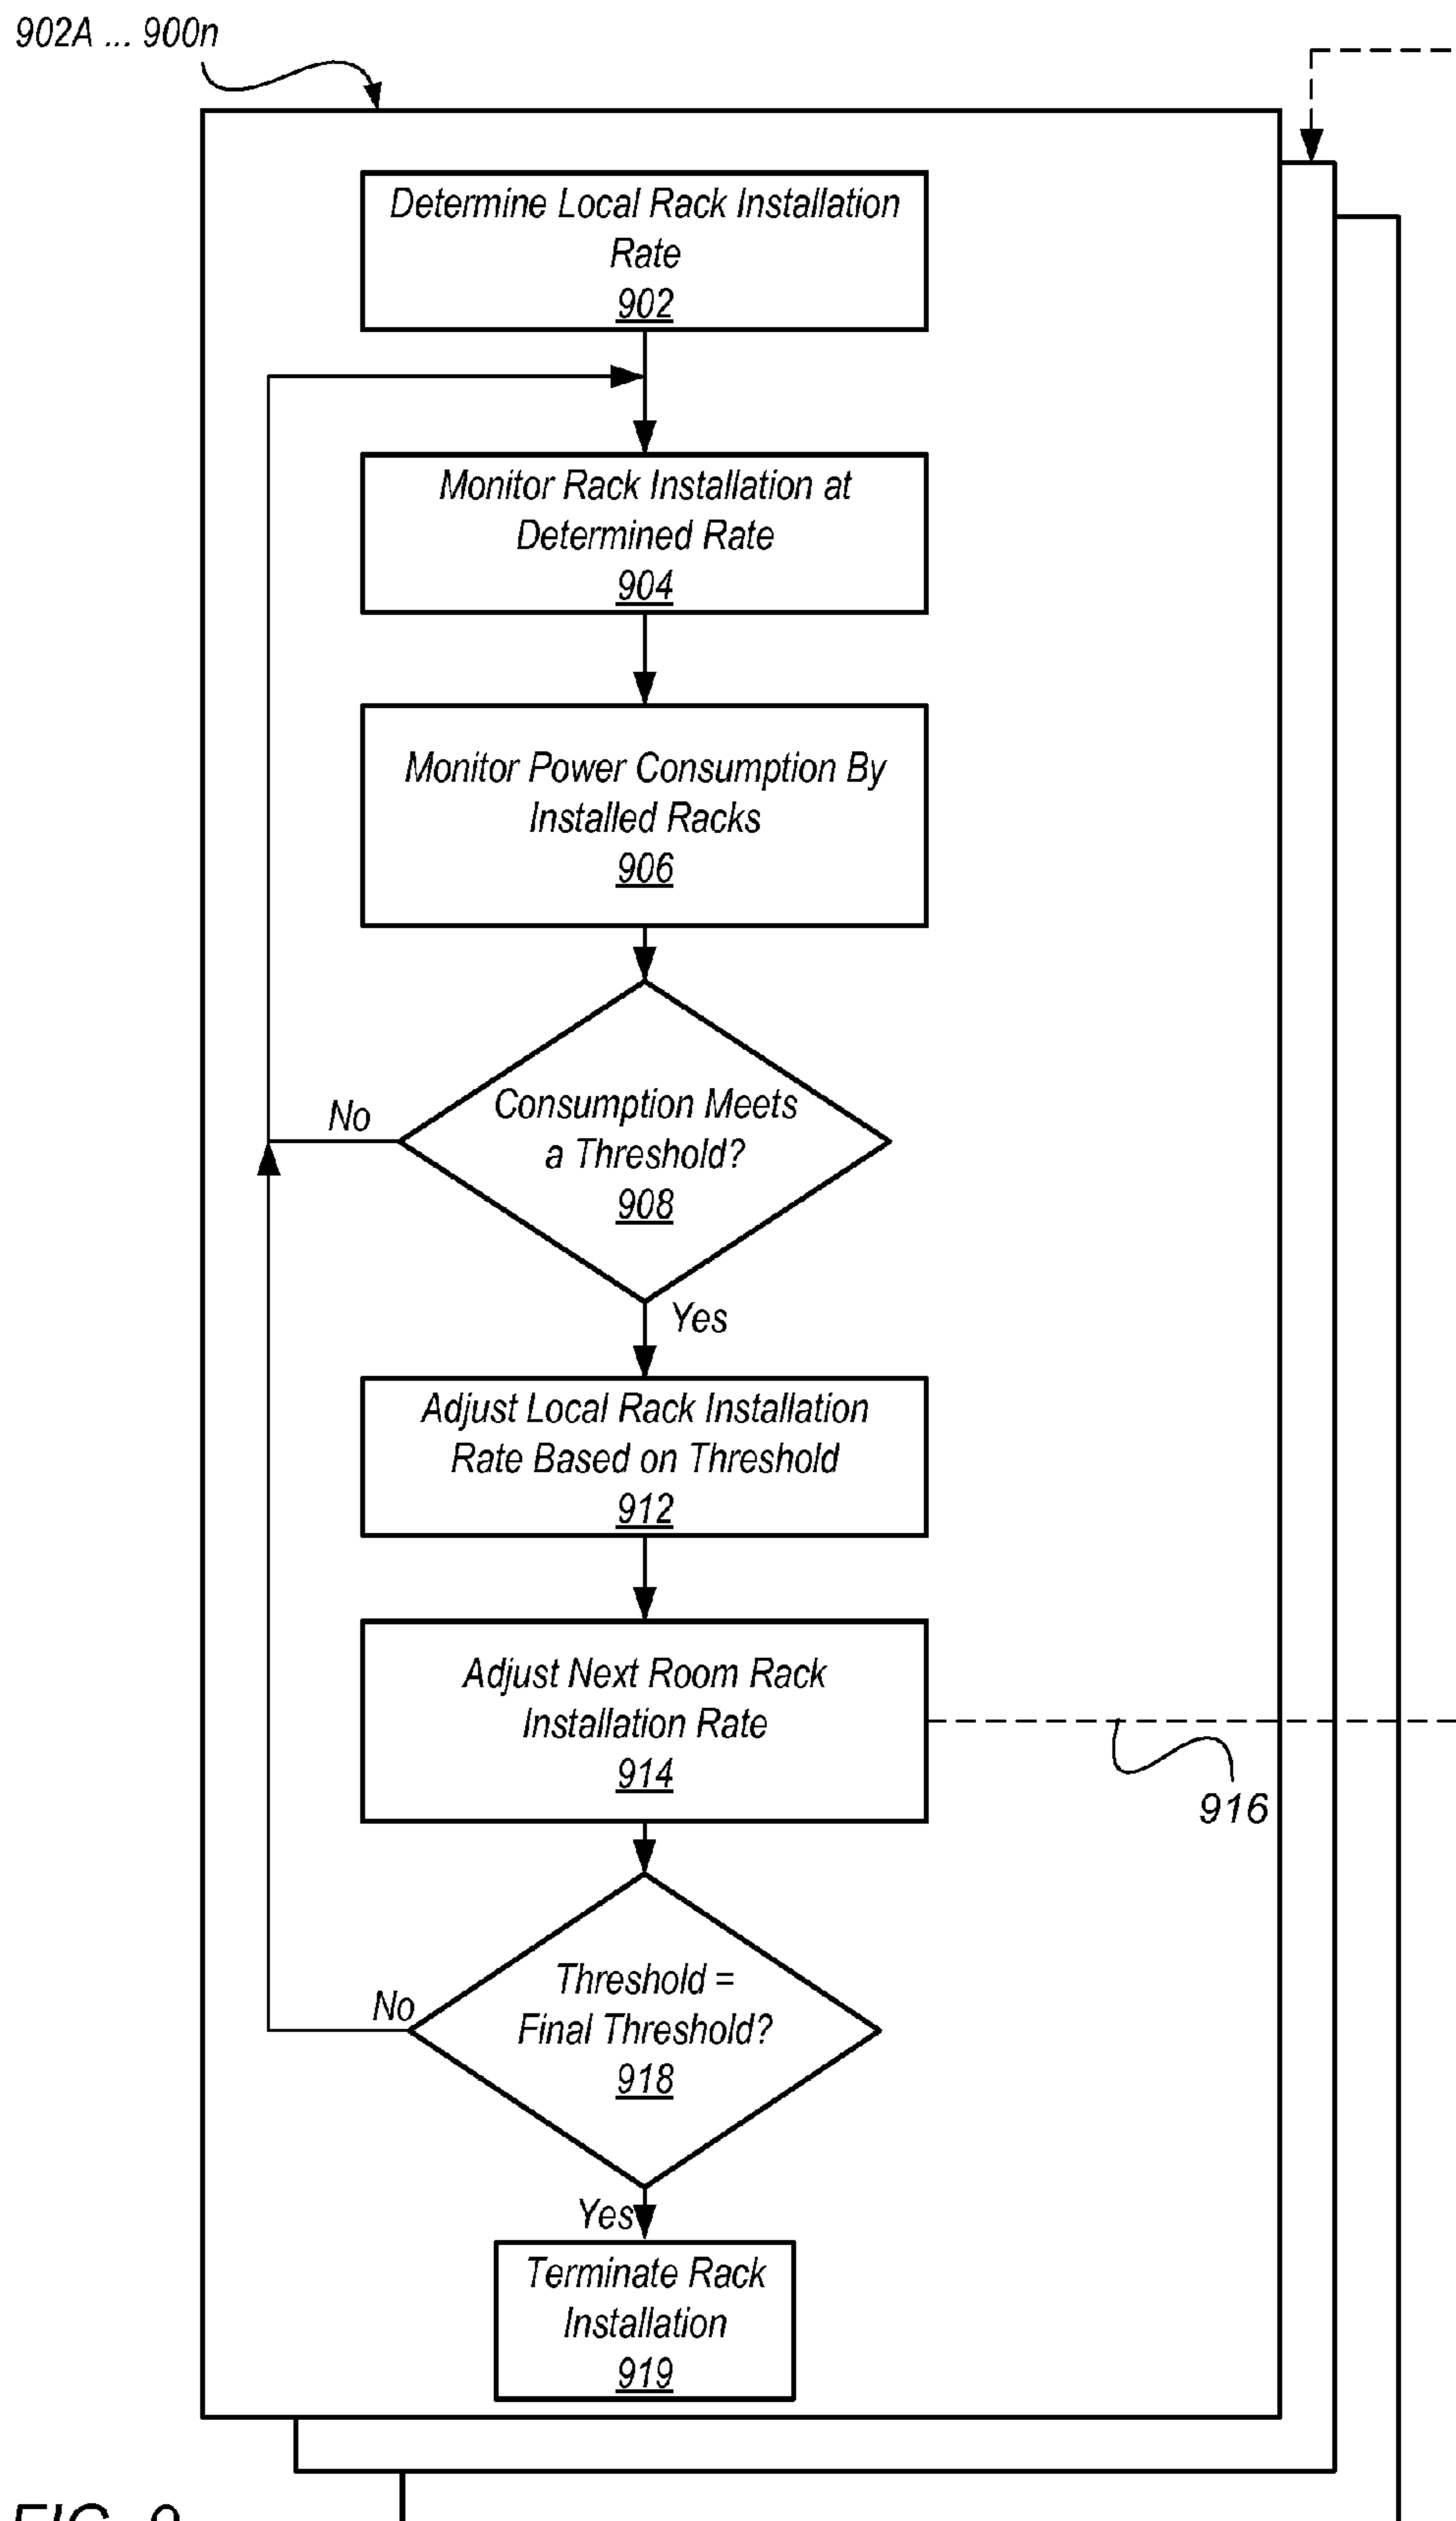 902A ... 900n
Determine Local Rack Installation
Rate
902
Monitor Rack Installation at
Determined Rate
904
Monitor Power Consumption By
Installed Racks
906
Consumption Meets
a Threshold?
908
No
Yes
Adjust Local Rack Installation
Rate Based on Threshold
912
Adjust Next Room Rack
Installation Rate
914
916
Threshold =
Final Threshold?
918
No
Yes
Terminate Rack
Installation
919